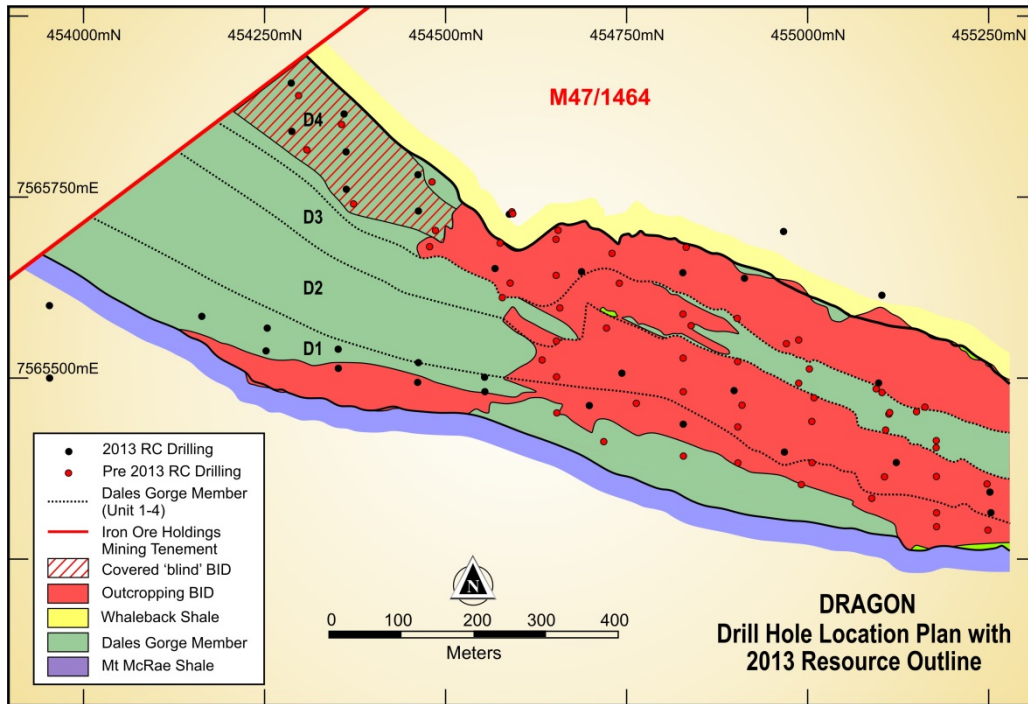 454000mN
454250mN
454500mN
454750mN
455000mN
455250mN
M47/1464
D4
7565750mE
D3
D2
D1
7565500mE
2013 RC Drilling
Pre 2013 RC Drilling
Dales Gorge Member
(Unit 1-4)
Iron Ore Holdings
Mining Tenement
Covered ‘blind’ BID
Outcropping BID
Whaleback Shale
Dales Gorge Member
Mt McRae Shale
N
0 100 200 300 400
Meters
DRAGON
Drill Hole Location Plan with
2013 Resource Outline